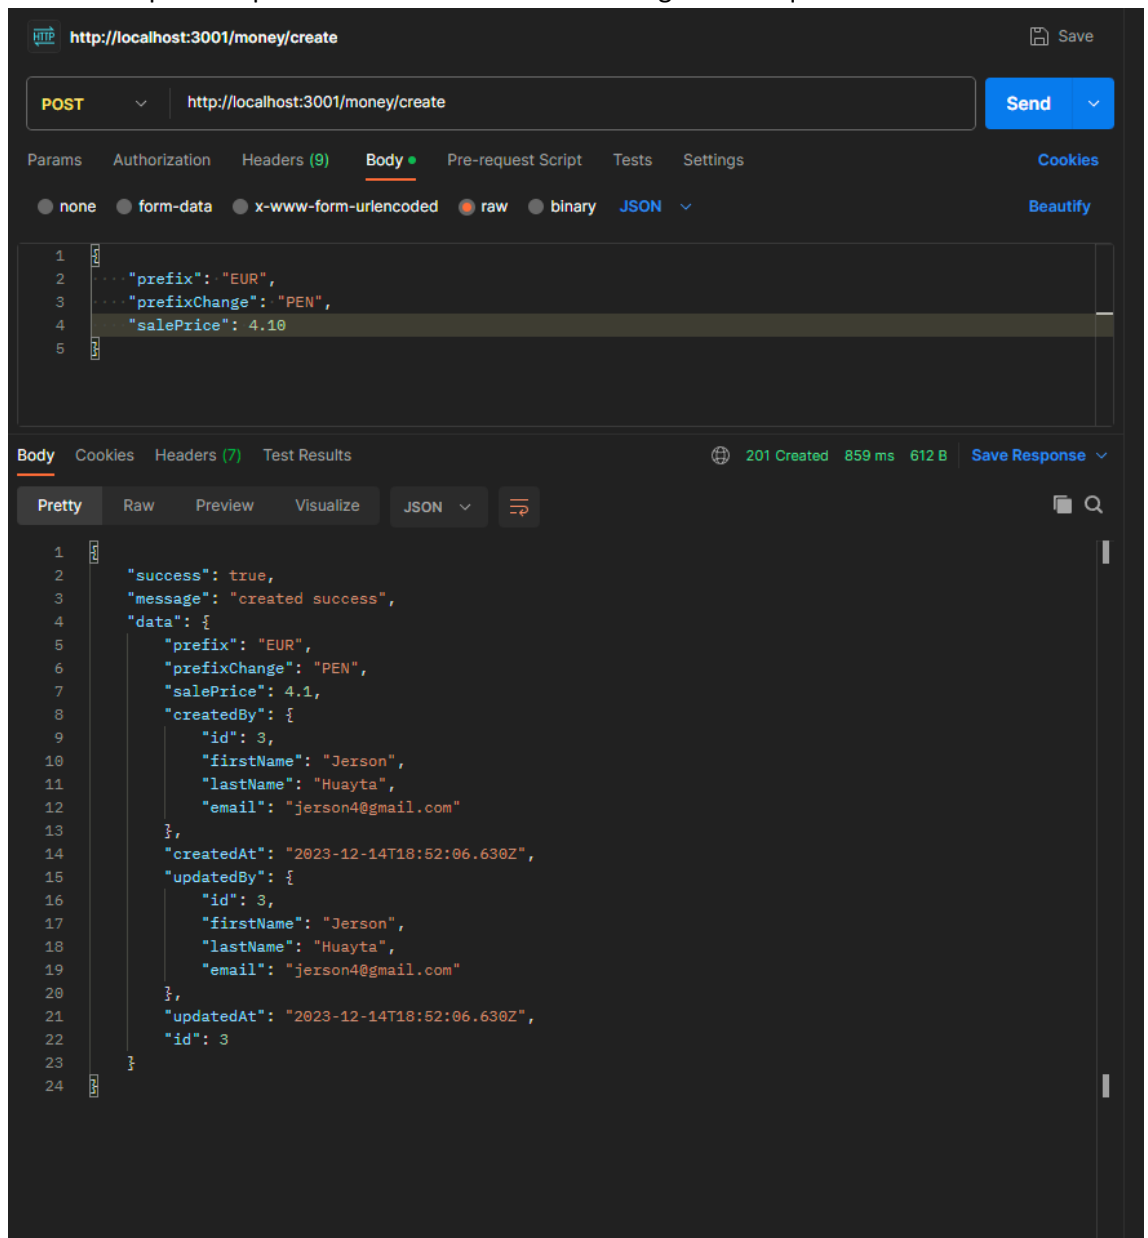 HTTP http://localhost:3001/money/create Save
POST http://localhost:3001/money/create Send
Params Authorization Headers (9) Body Pre-request Script Tests Settings Cookies
none form-data x-www-form-urlencoded raw binary JSON Beautify
1 {
2 "prefix": "EUR",
3 "prefixChange": "PEN",
4 "salePrice": 4.10
5 }
Body Cookies Headers (7) Test Results 201 Created 859 ms 612 B Save Response
Pretty Raw Preview Visualize JSON
1 {
2 "success": true,
3 "message": "created success",
4 "data": {
5 "prefix": "EUR",
6 "prefixChange": "PEN",
7 "salePrice": 4.1,
8 "createdBy": {
9 "id": 3,
10 "firstName": "Jerson",
11 "lastName": "Huayta",
12 "email": "jerson4@gmail.com"
13 },
14 "createdAt": "2023-12-14T18:52:06.630Z",
15 "updatedBy": {
16 "id": 3,
17 "firstName": "Jerson",
18 "lastName": "Huayta",
19 "email": "jerson4@gmail.com"
20 },
21 "updatedAt": "2023-12-14T18:52:06.630Z",
22 "id": 3
23 }
24 }